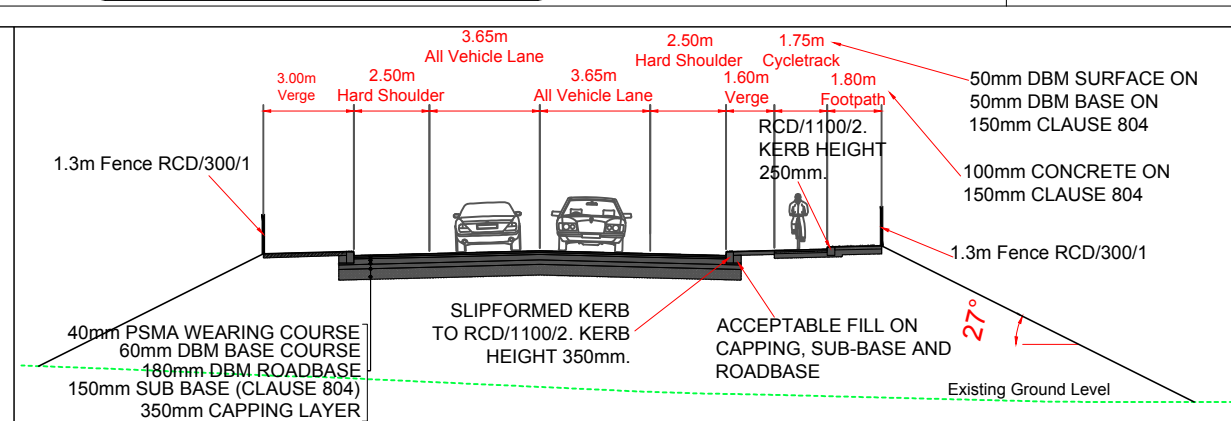 3.65m
All Vehicle Lane
2.50m
Hard Shoulder
1.75m
Cycletrack
3.00m
Verge
2.50m
Hard Shoulder
3.65m
All Vehicle Lane
1.60m
Verge
1.80m
Footpath
50mm DBM SURFACE ON
50mm DBM BASE ON
150mm CLAUSE 804
RCD/1100/2.
KERB HEIGHT
250mm.
1.3m Fence RCD/300/1
100mm CONCRETE ON
150mm CLAUSE 804
1.3m Fence RCD/300/1
40mm PSMA WEARING COURSE
60mm DBM BASE COURSE
180mm DBM ROADBASE
150mm SUB BASE (CLAUSE 804)
350mm CAPPING LAYER
SLIPFORMED KERB
TO RCD/1100/2. KERB
HEIGHT 350mm.
ACCEPTABLE FILL ON
CAPPING, SUB-BASE AND
ROADBASE
27°
Existing Ground Level